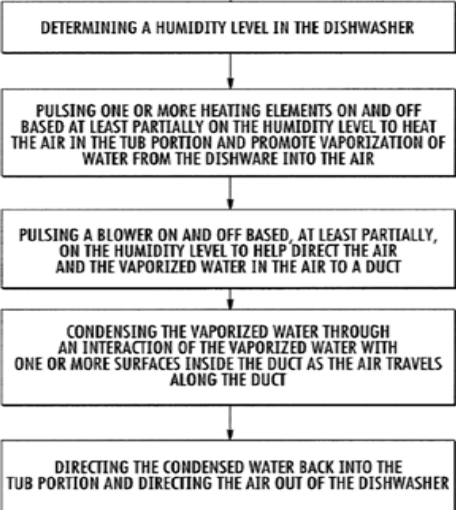 DETERMINING A HUMIDITY LEVEL IN THE DISHWASHER
PULSING ONE OR MORE HEATING ELEMENTS ON AND OFF
BASED AT LEAST PARTIALLY ON THE HUMIDITY LEVEL TO HEAT
THE AIR IN THE TUB PORTION AND PROMOTE VAPORIZATION OF
WATER FROM THE DISHWARE INTO THE AIR
PULSING A BLOWER ON AND OFF BASED, AT LEAST PARTIALLY,
ON THE HUMIDITY LEVEL TO HELP DIRECT THE AIR
AND THE VAPORIZED WATER IN THE AIR TO A DUCT
CONDENSING THE VAPORIZED WATER THROUGH
AN INTERACTION OF THE VAPORIZED WATER WITH
ONE OR MORE SURFACES INSIDE THE DUCT AS THE AIR TRAVELS
ALONG THE DUCT
DIRECTING THE CONDENSED WATER BACK INTO THE
TUB PORTION AND DIRECTING THE AIR OUT OF THE DISHWASHER